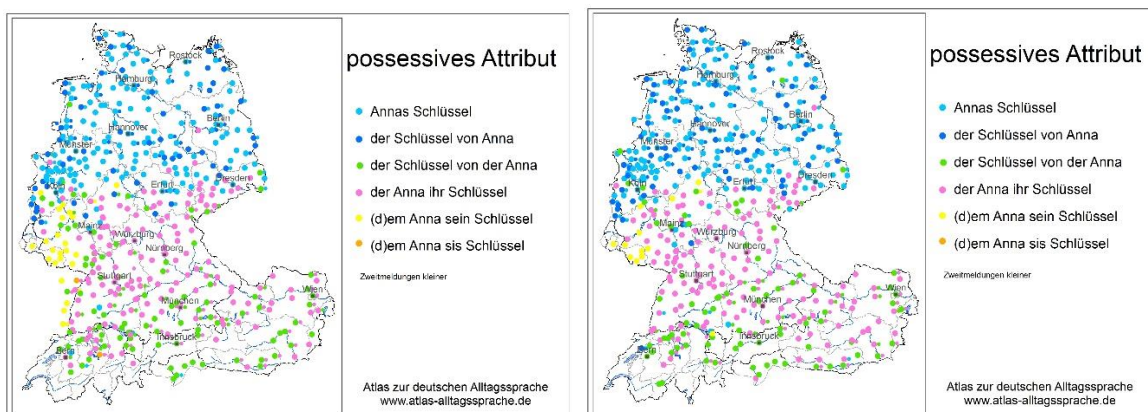 possessives Attribut
Annas Schlüssel
der Schlüssel von Anna
der Schlüssel von der Anna
der Anna ihr Schlüssel
(d)em Anna sein Schlüssel
(d)em Anna sis Schlüssel
Zweitmeldungen kleiner
Atlas zur deutschen Alltagssprache
www.atlas-alltagssprache.de
Rostock
Hamburg
Berlin
Hannover
Münster
Köln
Erfurt
Dresden
Mainz
Würzburg
Nürnberg
Stuttgart
München
Wien
Innsbruck
Bern
possessives Attribut
Annas Schlüssel
der Schlüssel von Anna
der Schlüssel von der Anna
der Anna ihr Schlüssel
(d)em Anna sein Schlüssel
(d)em Anna sis Schlüssel
Zweitmeldungen kleiner
Atlas zur deutschen Alltagssprache
www.atlas-alltagssprache.de
Rostock
Hamburg
Berlin
Hannover
Münster
Köln
Erfurt
Dresden
Mainz
Würzburg
Nürnberg
Stuttgart
München
Wien
Innsbruck
Bern